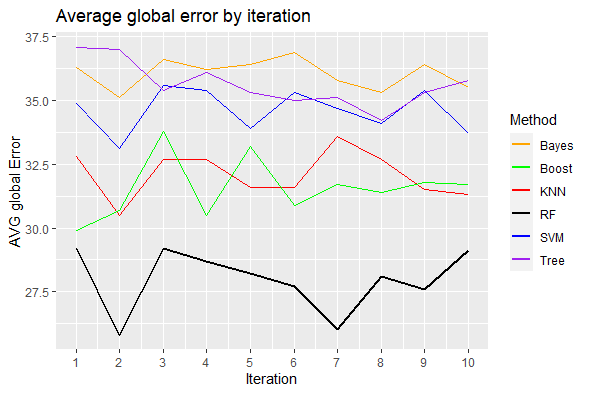 Average global error by iteration
37.5
35.0
32.5
30.0
27.5
AVG global Error
1 2 3 4 5 6 7 8 9 10
Iteration
Method
Bayes
Boost
KNN
RF
SVM
Tree